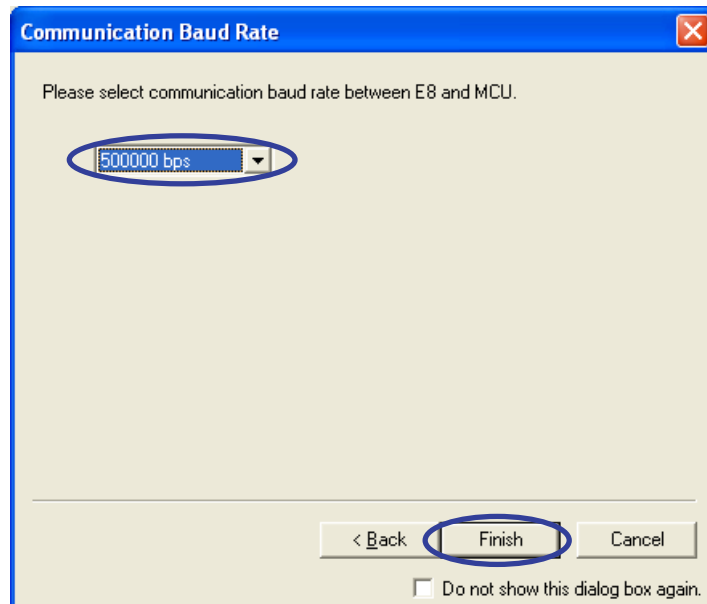 Communication Baud Rate
Please select communication baud rate between E8 and MCU.
500000 bps
< Back Finish Cancel
Do not show this dialog box again.